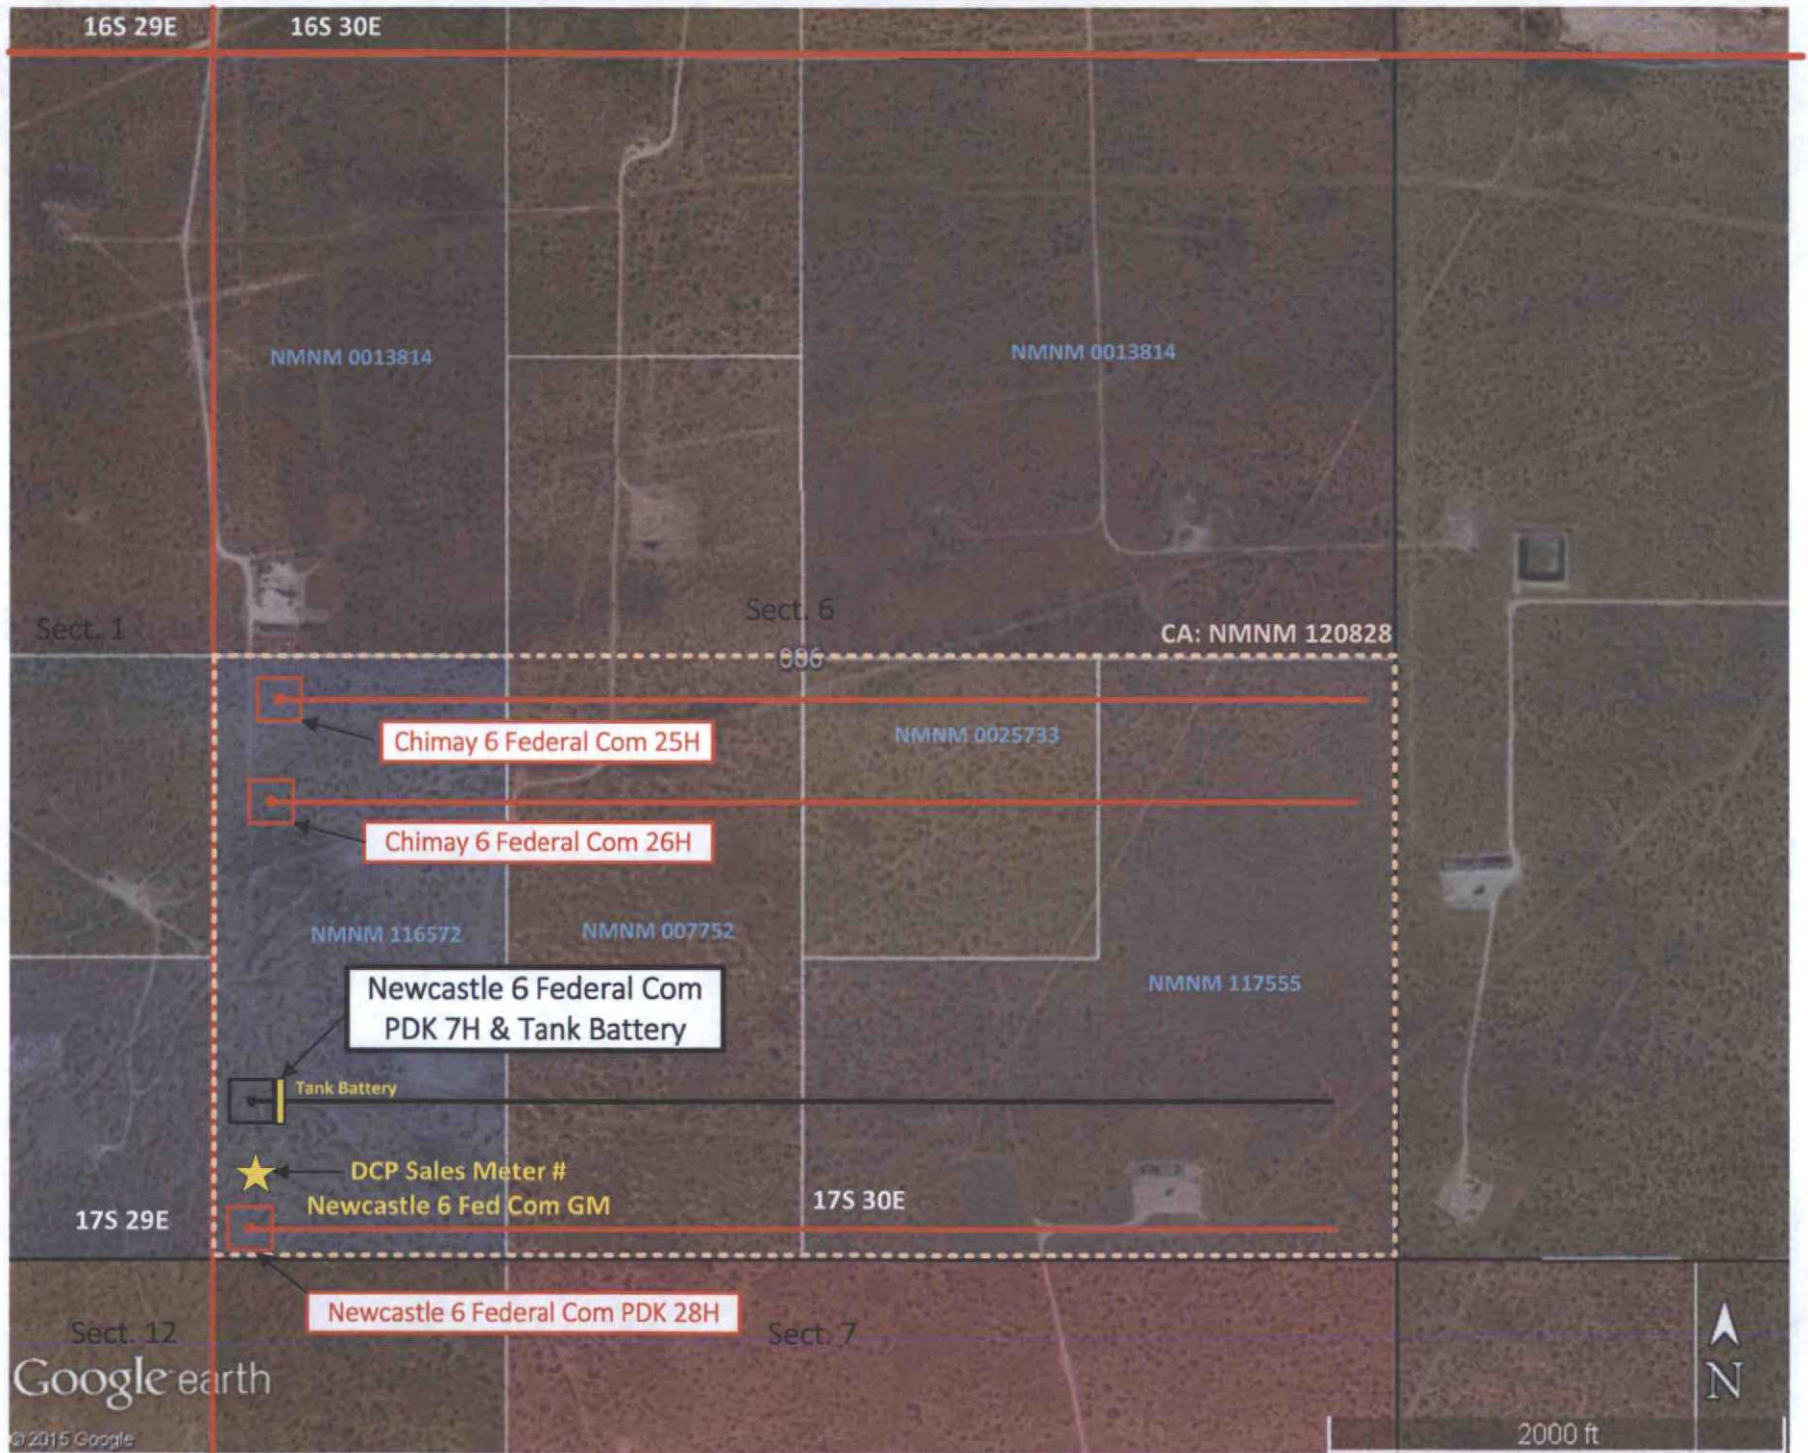 16S 29E
16S 30E
NMNM 0013814
NMNM 0013814
Sect. 1
Sect. 6
CA: NMNM 120828
006
Chimay 6 Federal Com 25H
NMNM 0025733
Chimay 6 Federal Com 26H
NMNM 116572
NMNM 007752
Newcastle 6 Federal Com
PDK 7H & Tank Battery
NMNM 117555
Tank Battery
DCP Sales Meter #
Newcastle 6 Fed Com GM
17S 29E
17S 30E
Newcastle 6 Federal Com PDK 28H
Sect. 12
Sect. 7
Google earth
N
© 2015 Google
2000 ft